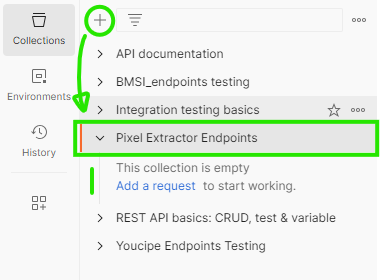 Collections
Environments
History
API documentation
BMSI_endpoints testing
Integration testing basics
Pixel Extractor Endpoints
This collection is empty
Add a request to start working.
REST API basics: CRUD, test & variable
Youcipe Endpoints Testing